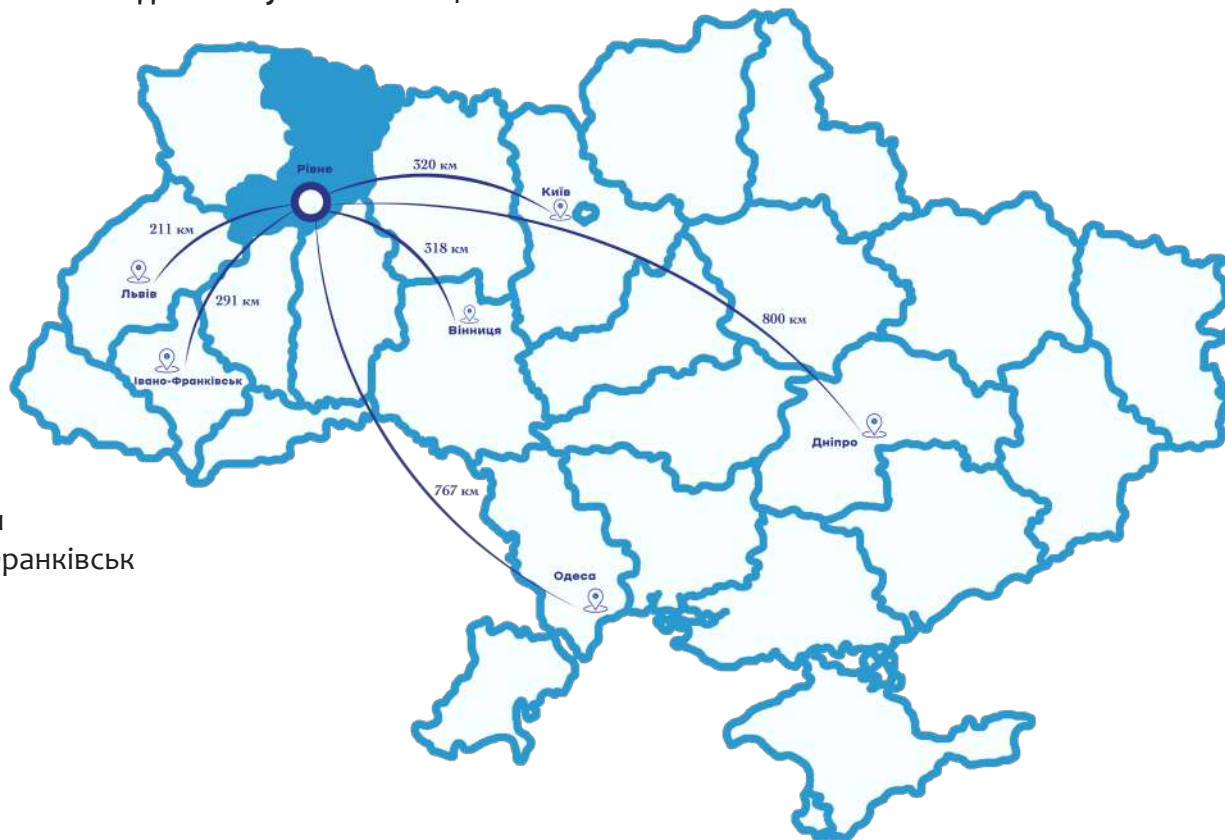 Рівне
320 км
Київ
211 км
318 км
Львів
291 км
Вінниця
800 км
Івано-Франківськ
Дніпро
767 км
ранківськ
Одеса